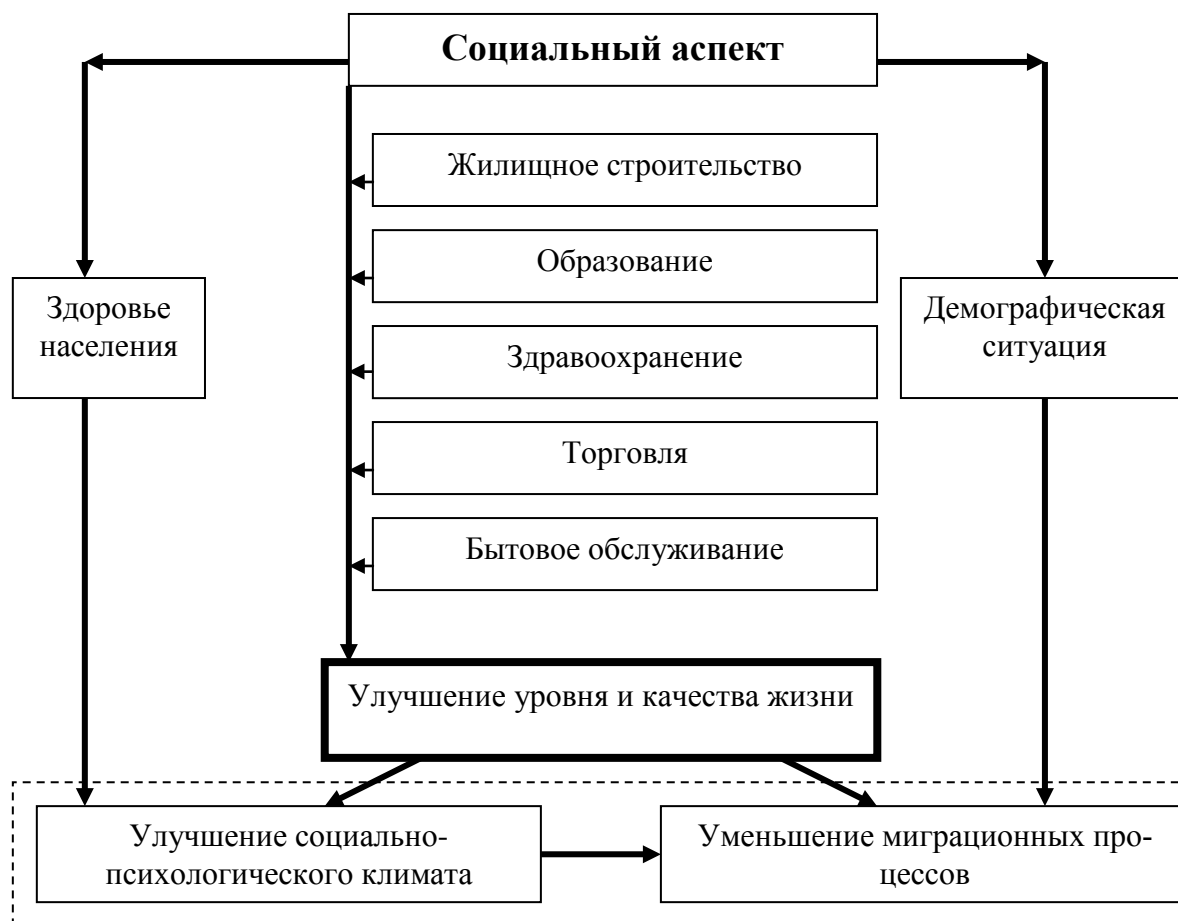 Социальный аспект
Жилищное строительство
Образование
Здоровье
населения
Демографическая
ситуация
Здравоохранение
Торговля
Бытовое обслуживание
Улучшение уровня и качества жизни
Улучшение социально-
психологического климата
Уменьшение миграционных про-
цессов